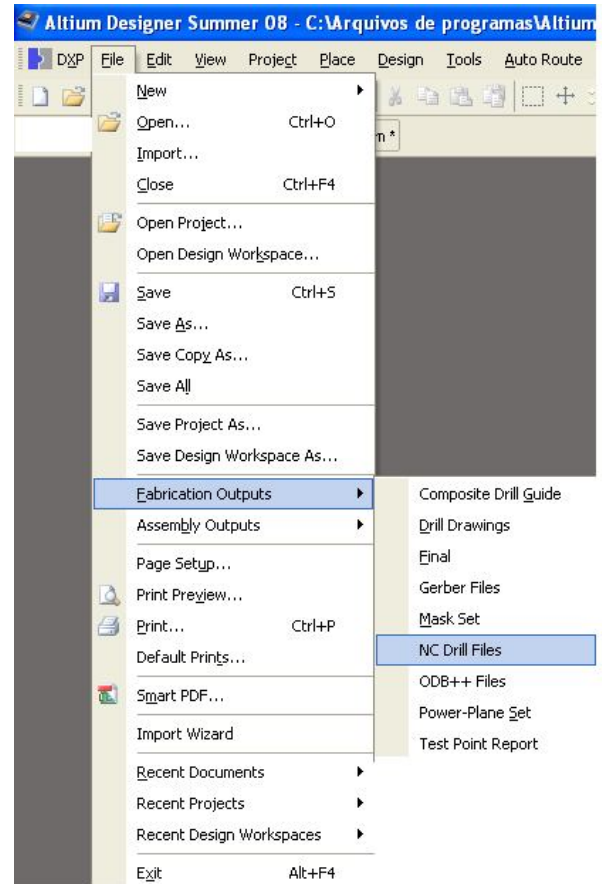 Altium Designer Summer 08 - C:\Arquivos de programas\Altium
DXP File Edit View Project Place Design Tools Auto Route
New
Open... Ctrl+O
Import...
Close Ctrl+F4
Open Project...
Open Design Workspace...
Save Ctrl+S
Save As...
Save Copy As...
Save All
Save Project As...
Save Design Workspace As...
Fabrication Outputs
Assembly Outputs
Page Setup...
Print Preview...
Print... Ctrl+P
Default Prints...
Smart PDF...
Import Wizard
Recent Documents
Recent Projects
Recent Design Workspaces
Exit Alt+F4
Composite Drill Guide
Drill Drawings
Final
Gerber Files
Mask Set
NC Drill Files
ODB++ Files
Power-Plane Set
Test Point Report